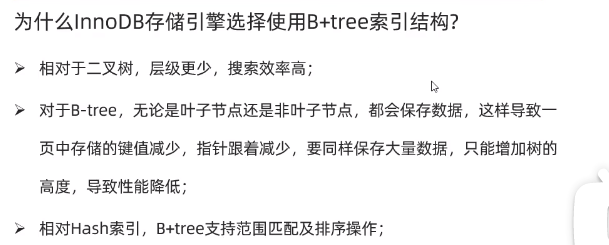 为什么InnoDB存储引擎选择使用B+tree索引结构?
➢ 相对于二叉树，层级更少，搜索效率高；
➢ 对于B-tree，无论是叶子节点还是非叶子节点，都会保存数据，这样导致一
页中存储的键值减少，指针跟着减少，要同样保存大量数据，只能增加树的
高度，导致性能降低；
➢ 相对Hash索引，B+tree支持范围匹配及排序操作；